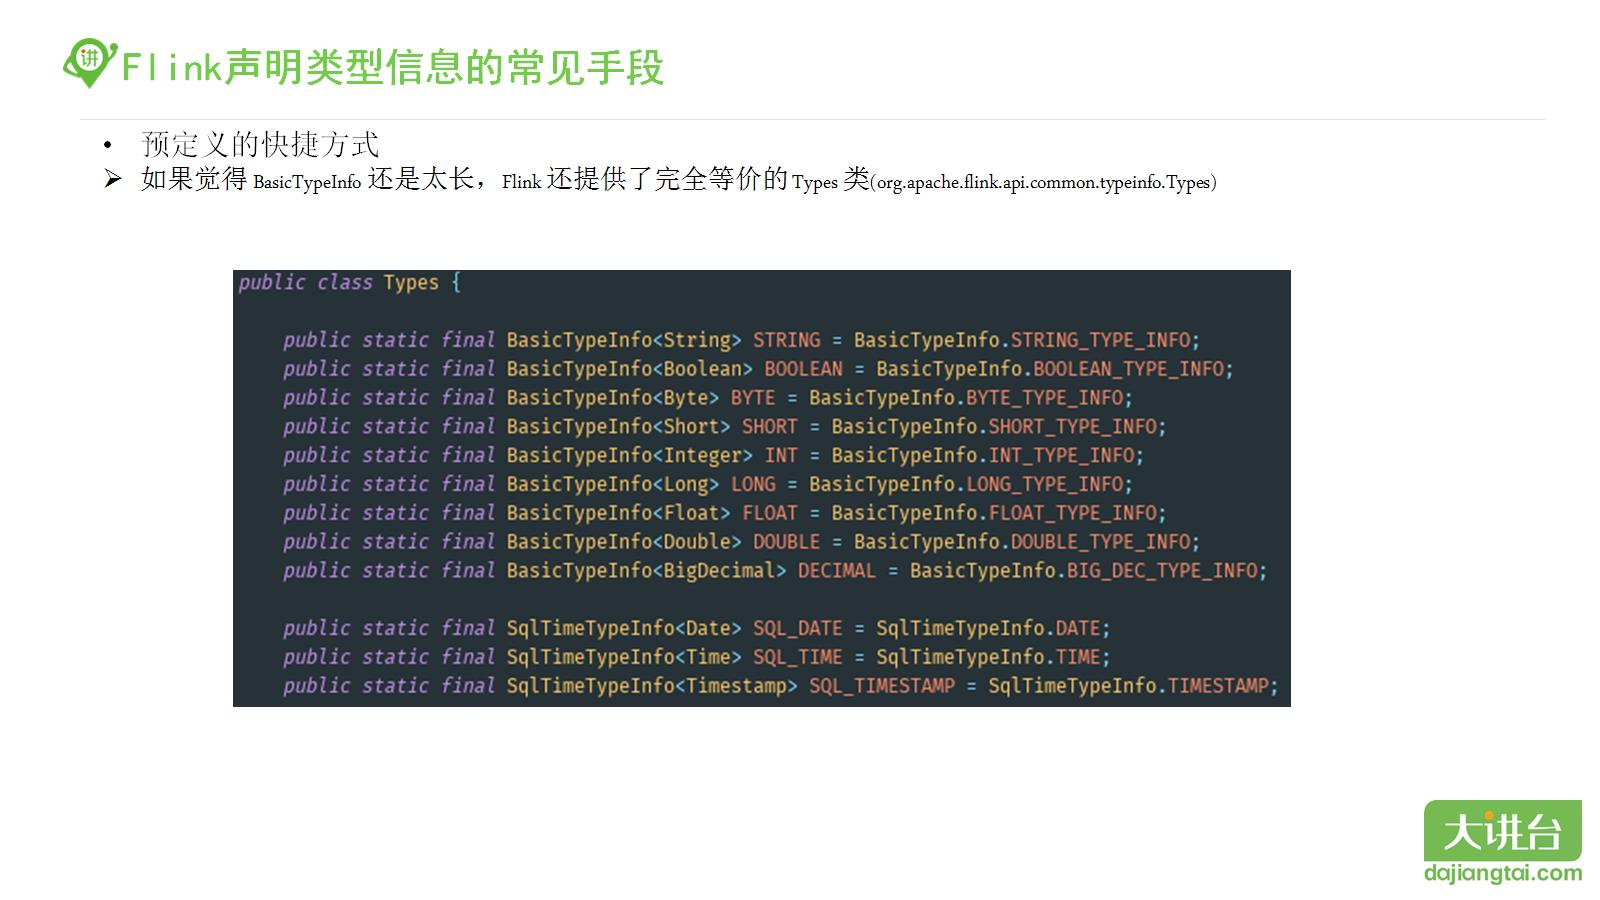 讲
Flink声明类型信息的常见手段
• 预定义的快捷方式
➢ 如果觉得 BasicTypeInfo 还是太长，Flink 还提供了完全等价的 Types 类(org.apache.flink.api.common.typeinfo.Types)
public class Types {
public static final BasicTypeInfo<String> STRING = BasicTypeInfo.STRING_TYPE_INFO;
public static final BasicTypeInfo<Boolean> BOOLEAN = BasicTypeInfo.BOOLEAN_TYPE_INFO;
public static final BasicTypeInfo<Byte> BYTE = BasicTypeInfo.BYTE_TYPE_INFO;
public static final BasicTypeInfo<Short> SHORT = BasicTypeInfo.SHORT_TYPE_INFO;
public static final BasicTypeInfo<Integer> INT = BasicTypeInfo.INT_TYPE_INFO;
public static final BasicTypeInfo<Long> LONG = BasicTypeInfo.LONG_TYPE_INFO;
public static final BasicTypeInfo<Float> FLOAT = BasicTypeInfo.FLOAT_TYPE_INFO;
public static final BasicTypeInfo<Double> DOUBLE = BasicTypeInfo.DOUBLE_TYPE_INFO;
public static final BasicTypeInfo<BigDecimal> DECIMAL = BasicTypeInfo.BIG_DEC_TYPE_INFO;
public static final SqlTimeTypeInfo<Date> SQL_DATE = SqlTimeTypeInfo.DATE;
public static final SqlTimeTypeInfo<Time> SQL_TIME = SqlTimeTypeInfo.TIME;
public static final SqlTimeTypeInfo<Timestamp> SQL_TIMESTAMP = SqlTimeTypeInfo.TIMESTAMP;
大讲台
dajiangtai.com